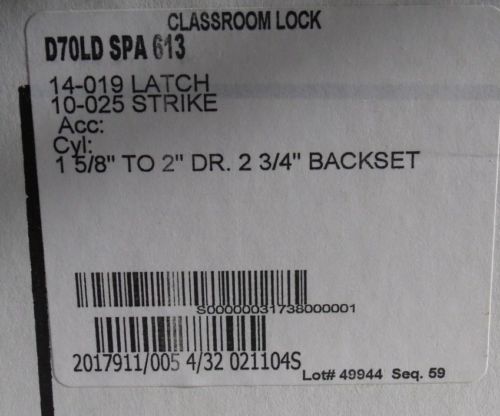 CLASSROOM LOCK
D70LD SPA 613
14-019 LATCH
10-025 STRIKE
Acc:
Cyl:
1 5/8" TO 2" DR. 2 3/4" BACKSET
S00000031738000001
2017911/005 4/32 021104S
Lot# 49944 Seq. 59